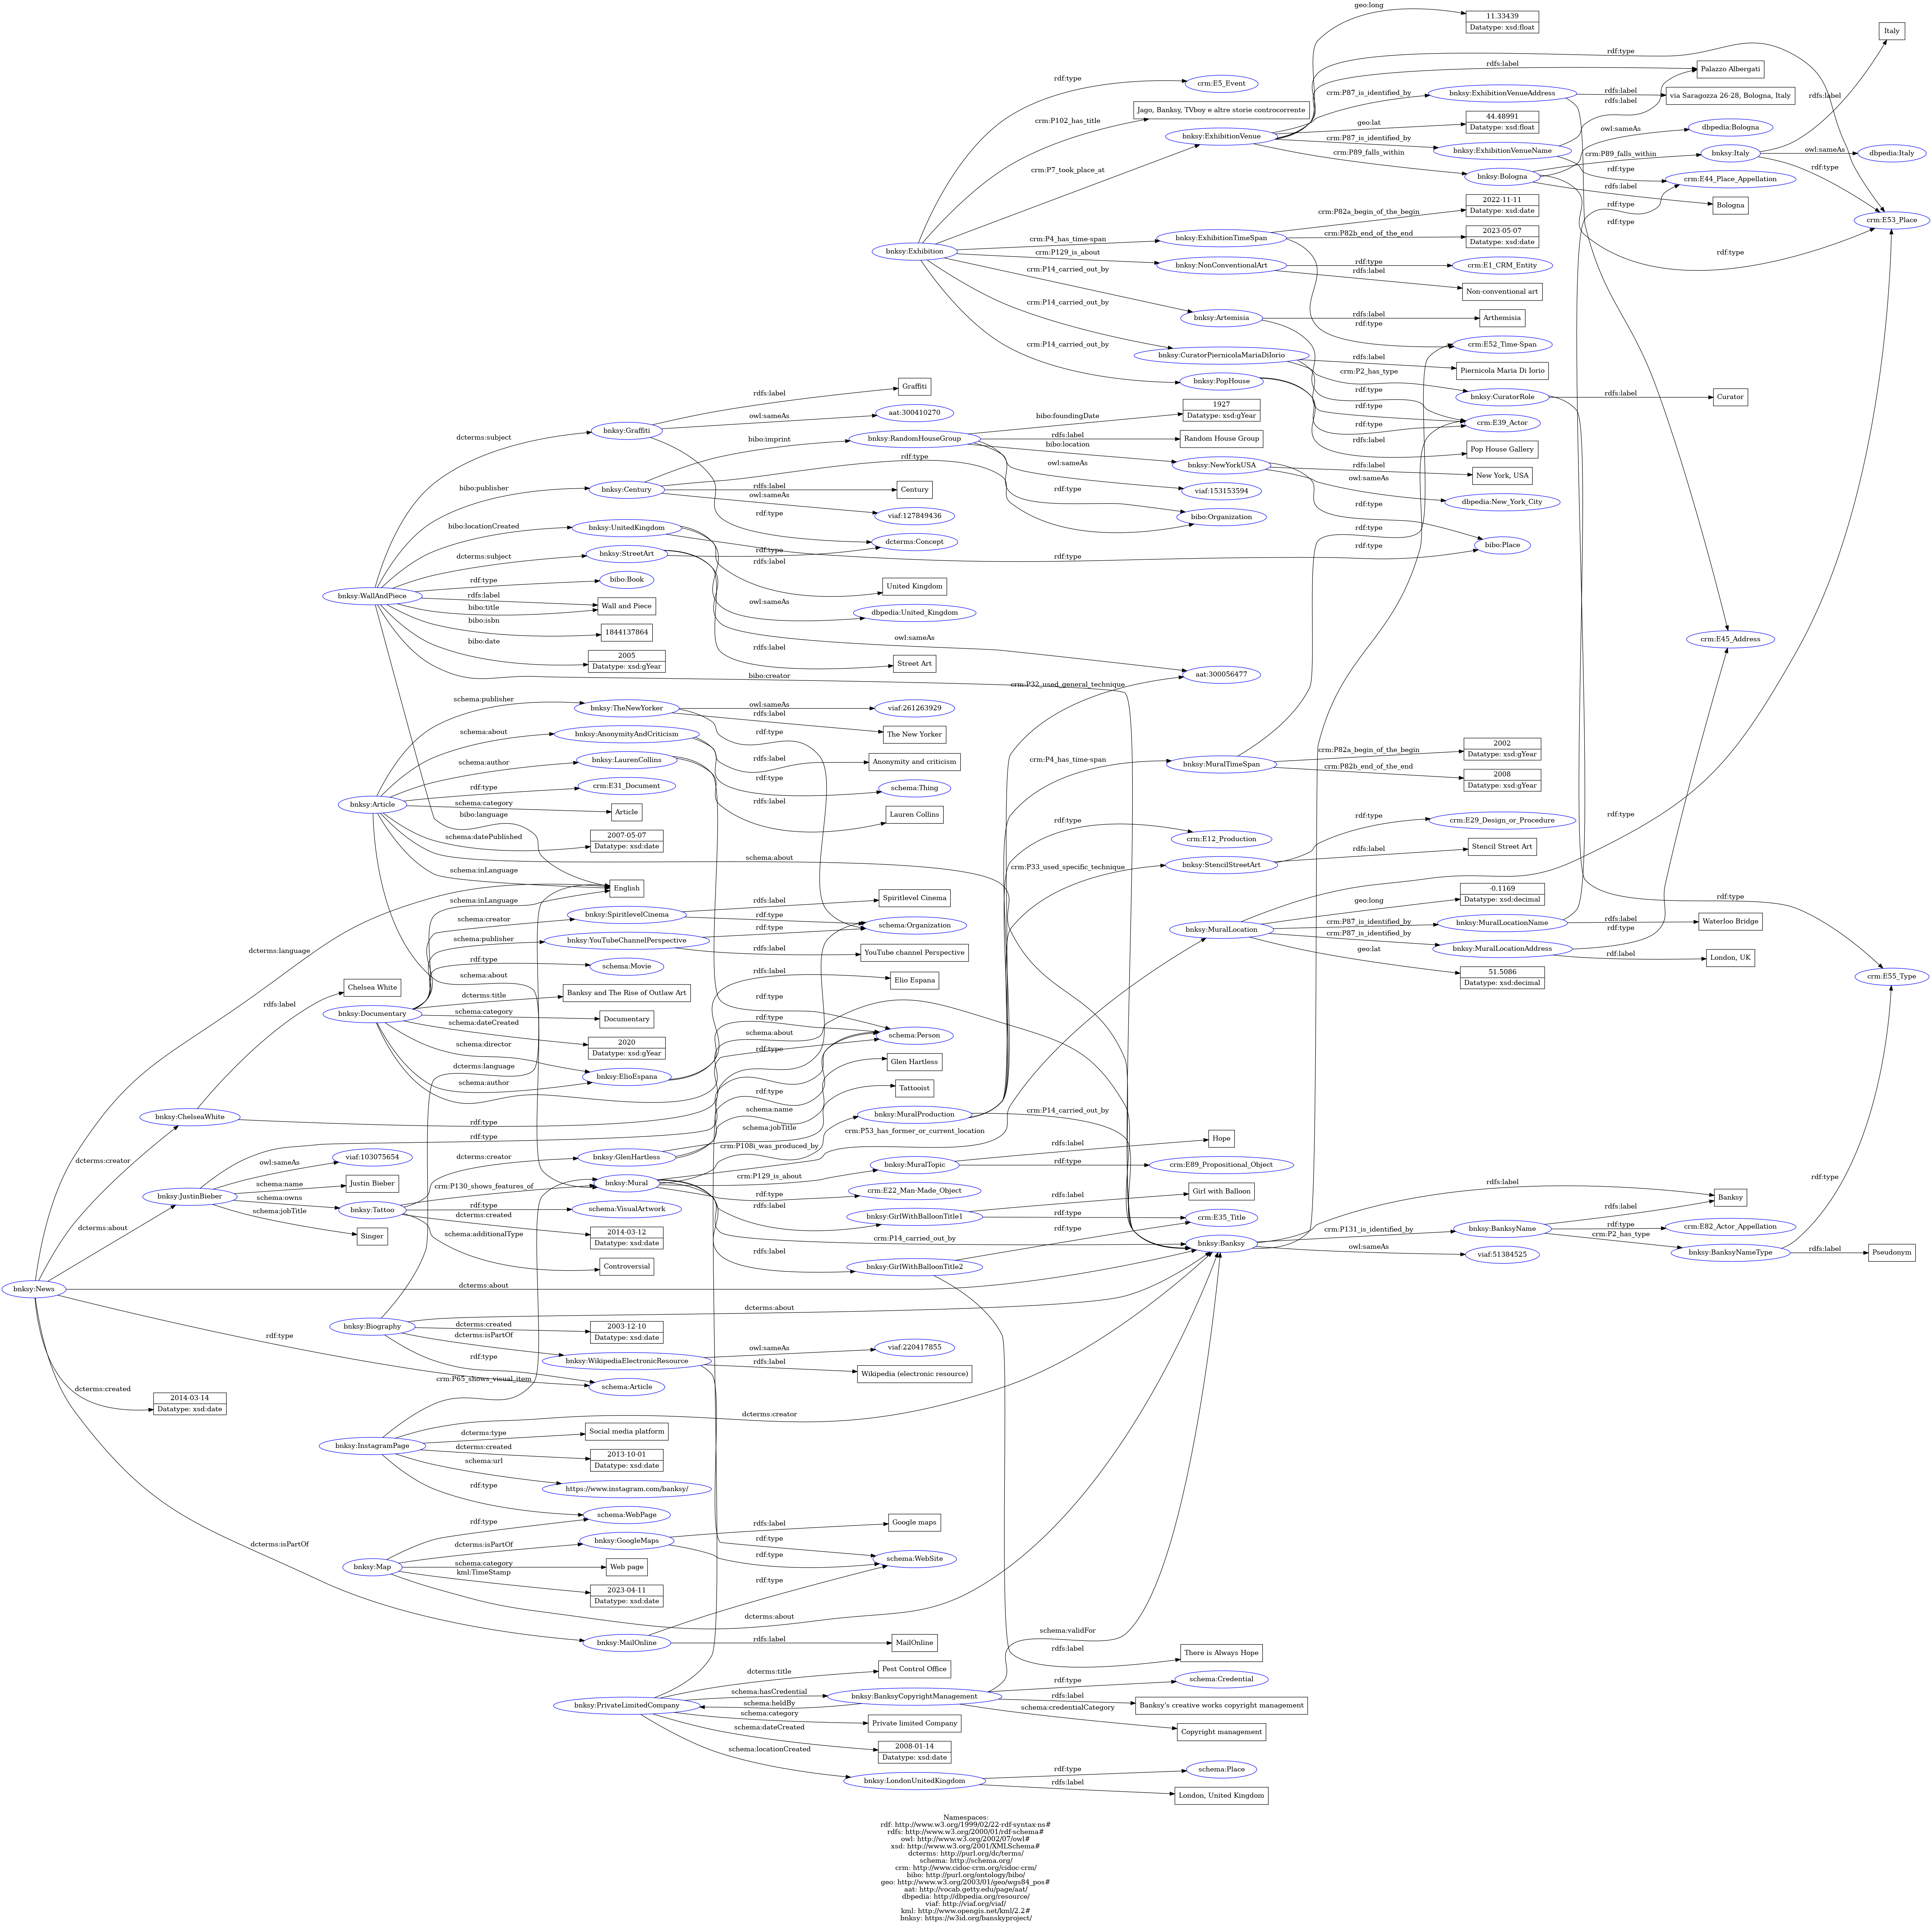 geo:long
11.33439
Datatype: xsd:float
Italy
rdf:type
rdf:type
crm:E5_Event
rdfs:label
Palazzo Albergati
rdfs:label
crm:P87_is_identified_by
bnksy:ExhibitionVenueAddress
rdfs:label
via Saragozza 26-28, Bologna, Italy
rdfs:label
Jago, Banksy, TVboy e altre storie controcorrente
crm:P102_has_title
bnksy:ExhibitionVenue
geo:lat
44.48991
Datatype: xsd:float
owl:sameAs
dbpedia:Bologna
crm:P87_is_identified_by
bnksy:ExhibitionVenueName
crm:P89_falls_within
crm:P89_falls_within
bnksy:Italy
owl:sameAs
dbpedia:Italy
crm:P7_took_place_at
bnksy:Bologna
rdf:type
crm:E44_Place_Appellation
rdf:type
rdfs:label
Bologna
rdf:type
rdf:type
crm:E53_Place
crm:P82a_begin_of_the_begin
2022-11-11
Datatype: xsd:date
crm:P4_has_time-span
bnksy:ExhibitionTimeSpan
crm:P82b_end_of_the_end
2023-05-07
Datatype: xsd:date
bnksy:Exhibition
crm:P129_is_about
bnksy:NonConventionalArt
rdf:type
crm:E1_CRM_Entity
rdf:type
crm:P14_carried_out_by
rdfs:label
Non-conventional art
crm:P14_carried_out_by
bnksy:Artemisia
rdfs:label
Arthemisia
rdf:type
crm:E52_Time-Span
crm:P14_carried_out_by
bnksy:CuratorPiernicolaMariaDiIorio
rdfs:label
Piernicola Maria Di Iorio
crm:P2_has_type
bnksy:PopHouse
rdf:type
bnksy:CuratorRole
rdfs:label
Curator
rdf:type
crm:E39_Actor
rdf:type
rdfs:label
Pop House Gallery
rdfs:label
Graffiti
dcterms:subject
bnksy:Graffiti
owl:sameAs
aat:300410270
bibo:foundingDate
1927
Datatype: xsd:gYear
bibo:imprint
bnksy:RandomHouseGroup
rdfs:label
Random House Group
bibo:location
rdf:type
owl:sameAs
bnksy:NewYorkUSA
rdfs:label
New York, USA
owl:sameAs
dbpedia:New_York_City
bibo:publisher
bnksy:Century
rdfs:label
Century
owl:sameAs
viaf:127849436
viaf:153153594
rdf:type
bibo:Organization
rdf:type
rdf:type
bibo:locationCreated
bnksy:UnitedKingdom
dcterms:Concept
dcterms:subject
bnksy:StreetArt
rdf:type
rdf:type
rdf:type
rdf:type
bibo:Place
rdfs:label
United Kingdom
bnksy:WallAndPiece
rdf:type
bibo:Book
rdfs:label
bibo:title
Wall and Piece
owl:sameAs
dbpedia:United_Kingdom
bibo:isbn
1844137864
bibo:date
2005
Datatype: xsd:gYear
rdfs:label
Street Art
owl:sameAs
aat:300056477
bibo:creator
crm:P32_used_general_technique
crm:E45_Address
schema:publisher
bnksy:TheNewYorker
owl:sameAs
viaf:261263929
rdfs:label
The New Yorker
schema:about
bnksy:AnonymityAndCriticism
rdf:type
schema:author
bnksy:LaurenCollins
rdfs:label
Anonymity and criticism
rdf:type
schema:Thing
rdfs:label
Lauren Collins
bnksy:Article
rdf:type
crm:E31_Document
schema:category
Article
bibo:language
schema:datePublished
2007-05-07
Datatype: xsd:date
schema:about
schema:inLanguage
English
crm:P4_has_time-span
bnksy:MuralTimeSpan
crm:P82a_begin_of_the_begin
2002
Datatype: xsd:gYear
crm:P82b_end_of_the_end
2008
Datatype: xsd:gYear
rdf:type
crm:E12_Production
crm:P33_used_specific_technique
bnksy:StencilStreetArt
rdf:type
crm:E29_Design_or_Procedure
rdfs:label
Stencil Street Art
rdf:type
rdf:type
geo:long
-0.1169
Datatype: xsd:decimal
bnksy:MuralLocation
crm:P87_is_identified_by
bnksy:MuralLocationName
rdfs:label
Waterloo Bridge
crm:P87_is_identified_by
bnksy:MuralLocationAddress
rdf:type
rdf:label
London, UK
geo:lat
51.5086
Datatype: xsd:decimal
crm:E55_Type
schema:inLanguage
schema:creator
bnksy:SpiritlevelCinema
rdfs:label
Spiritlevel Cinema
rdf:type
schema:Organization
schema:publisher
bnksy:YouTubeChannelPerspective
rdf:type
rdfs:label
YouTube channel Perspective
dcterms:language
rdf:type
schema:Movie
schema:about
rdfs:label
Elio Espana
rdfs:label
Chelsea White
bnksy:Documentary
dcterms:title
Banksy and The Rise of Outlaw Art
schema:category
Documentary
schema:dateCreated
2020
Datatype: xsd:gYear
rdf:type
rdf:type
schema:about
schema:Person
rdf:type
schema:director
schema:author
bnksy:ElioEspana
dcterms:language
Glen Hartless
rdf:type
Tattooist
schema:name
bnksy:ChelseaWhite
rdf:type
schema:jobTitle
bnksy:MuralProduction
crm:P14_carried_out_by
crm:P53_has_former_or_current_location
rdf:type
crm:P108i_was_produced_by
dcterms:creator
dcterms:creator
bnksy:GlenHartless
rdfs:label
Hope
owl:sameAs
viaf:103075654
bnksy:MuralTopic
rdf:type
crm:E89_Propositional_Object
crm:P129_is_about
bnksy:Mural
crm:P130_shows_features_of
schema:name
Justin Bieber
bnksy:JustinBieber
schema:owns
bnksy:Tattoo
schema:jobTitle
Singer
rdf:type
schema:VisualArtwork
dcterms:created
2014-03-12
Datatype: xsd:date
schema:additionalType
Controversial
rdf:type
crm:E22_Man-Made_Object
rdfs:label
bnksy:GirlWithBalloonTitle1
rdfs:label
Girl with Balloon
rdf:type
crm:E35_Title
rdf:type
crm:P14_carried_out_by
rdfs:label
bnksy:GirlWithBalloonTitle2
bnksy:Banksy
rdfs:label
Banksy
rdfs:label
crm:P131_is_identified_by
bnksy:BanksyName
rdf:type
crm:E82_Actor_Appellation
crm:P2_has_type
bnksy:BanksyNameType
rdfs:label
Pseudonym
rdf:type
owl:sameAs
viaf:51384525
dcterms:about
bnksy:News
dcterms:about
rdf:type
dcterms:about
bnksy:Biography
dcterms:created
2003-12-10
Datatype: xsd:date
dcterms:isPartOf
bnksy:WikipediaElectronicResource
owl:sameAs
viaf:220417855
rdfs:label
Wikipedia (electronic resource)
rdf:type
schema:Article
crm:P65_shows_visual_item
dcterms:created
2014-03-14
Datatype: xsd:date
dcterms:creator
bnksy:InstagramPage
dcterms:type
Social media platform
dcterms:created
2013-10-01
Datatype: xsd:date
schema:url
https://www.instagram.com/banksy/
rdf:type
schema:WebPage
rdf:type
dcterms:isPartOf
dcterms:isPartOf
bnksy:GoogleMaps
rdfs:label
Google maps
rdf:type
rdf:type
schema:WebSite
bnksy:Map
schema:category
Web page
kml:TimeStamp
2023-04-11
Datatype: xsd:date
rdf:type
dcterms:about
bnksy:MailOnline
rdfs:label
MailOnline
schema:validFor
rdfs:label
There is Always Hope
dcterms:title
Pest Control Office
schema:hasCredential
bnksy:BanksyCopyrightManagement
rdf:type
schema:Credential
bnksy:PrivateLimitedCompany
schema:heldBy
rdfs:label
Banksy's creative works copyright management
schema:category
Private limited Company
schema:credentialCategory
Copyright management
schema:dateCreated
2008-01-14
Datatype: xsd:date
schema:locationCreated
bnksy:LondonUnitedKingdom
rdf:type
schema:Place
rdfs:label
London, United Kingdom
Namespaces:
rdf: http://www.w3.org/1999/02/22-rdf-syntax-ns#
rdfs: http://www.w3.org/2000/01/rdf-schema#
owl: http://www.w3.org/2002/07/owl#
xsd: http://www.w3.org/2001/XMLSchema#
dcterms: http://purl.org/dc/terms/
schema: http://schema.org/
crm: http://www.cidoc-crm.org/cidoc-crm/
bibo: http://purl.org/ontology/bibo/
geo: http://www.w3.org/2003/01/geo/wgs84_pos#
aat: http://vocab.getty.edu/page/aat/
dbpedia: http://dbpedia.org/resource/
viaf: http://viaf.org/viaf/
kml: http://www.opengis.net/kml/2.2#
bnksy: https://w3id.org/banskyproject/